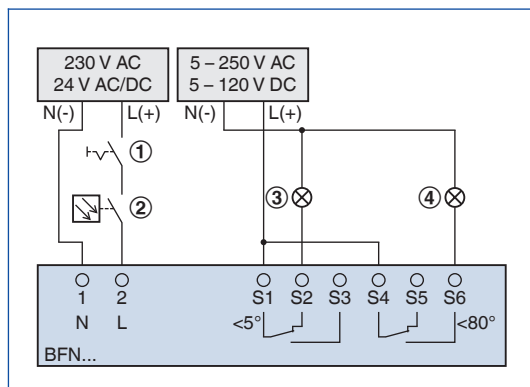 230 V AC
24 V AC/DC
5 – 250 V AC
5 – 120 V DC
N(-) L(+) N(-) L(+)
1
2
3 4
1 2 S1 S2 S3 S4 S5 S6
N L <5° <80°
BFN...